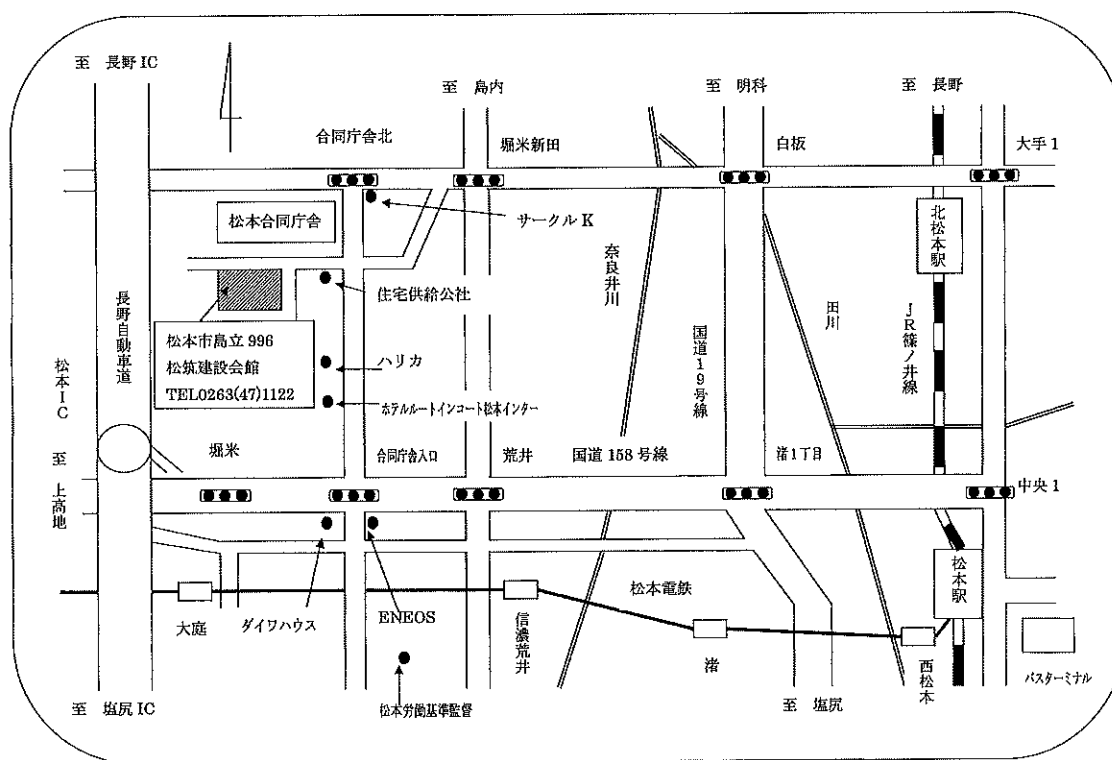 至 長野IC
至 島内
至 明科
至 長野
合同庁舎北
堀米新田
白板
大手1
松本合同庁舎
サークルK
北松本駅
奈良井川
住宅供給公社
長野自動車道
松本市島立996
松筑建設会館
TEL0263(47)1122
ハリカ
国道19号線
田川
JR篠ノ井線
松本IC 至 上高地
ホテルルートインコート松本インター
堀米
合同庁舎入口
荒井
国道158号線
渚1丁目
中央1
松本電鉄
松本駅
大庭
ダイワハウス
ENEOS
信濃荒井
渚
西松本
バスターミナル
至 塩尻IC
松本労働基準監督
至 塩尻